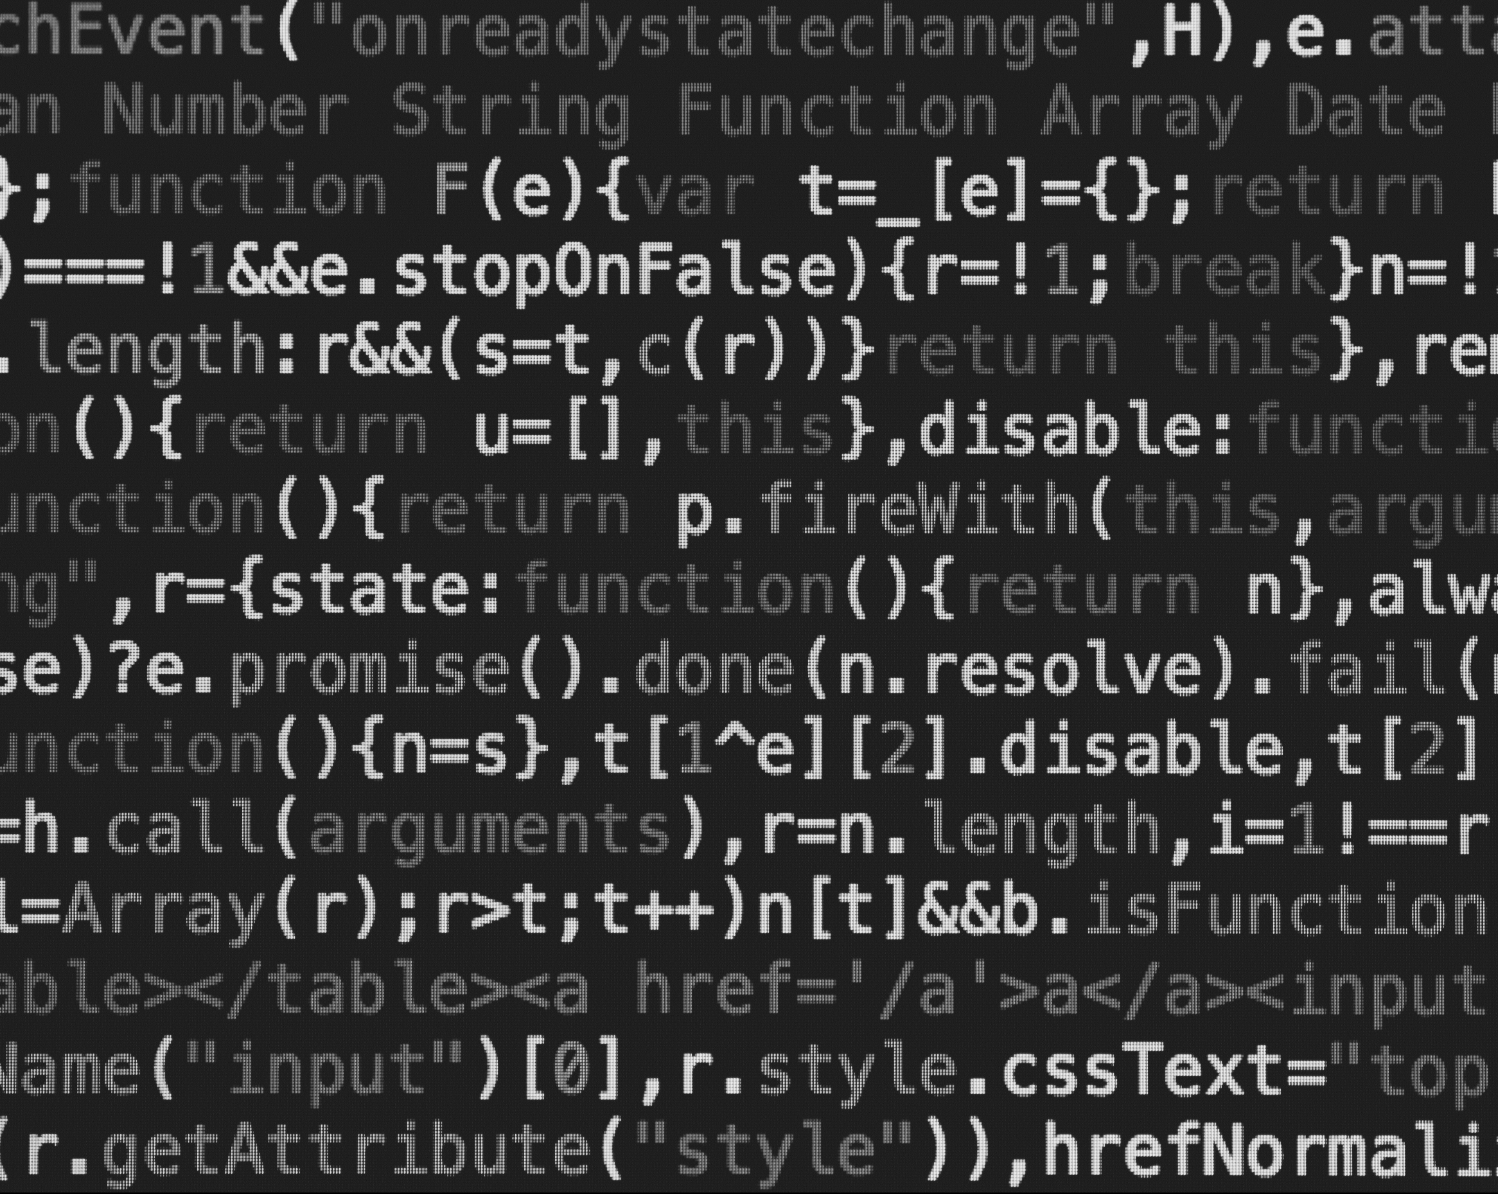 chEvent("onreadystatechange",H),e.atta
an Number String Function Array Date
};function F(e){var t=_[e]={};return
)===!1&&e.stopOnFalse){r=!1;break}n=!
.length:r&&(s=t,c(r))}return this},rem
on(){return u=[],this},disable:functio
unction(){return p.fireWith(this,argum
ng",r={state:function(){return n},alwa
se)?e.promise().done(n.resolve).fail(
unction(){n=s},t[1^e][2].disable,t[2]
=h.call(arguments),r=n.length,i=1!==r
l=Array(r);r>t;t++)n[t]&&b.isFunction
able></table><a href='/a'>a</a><input
Name("input")[0],r.style.cssText="top
(r.getAttribute("style")),hrefNormali